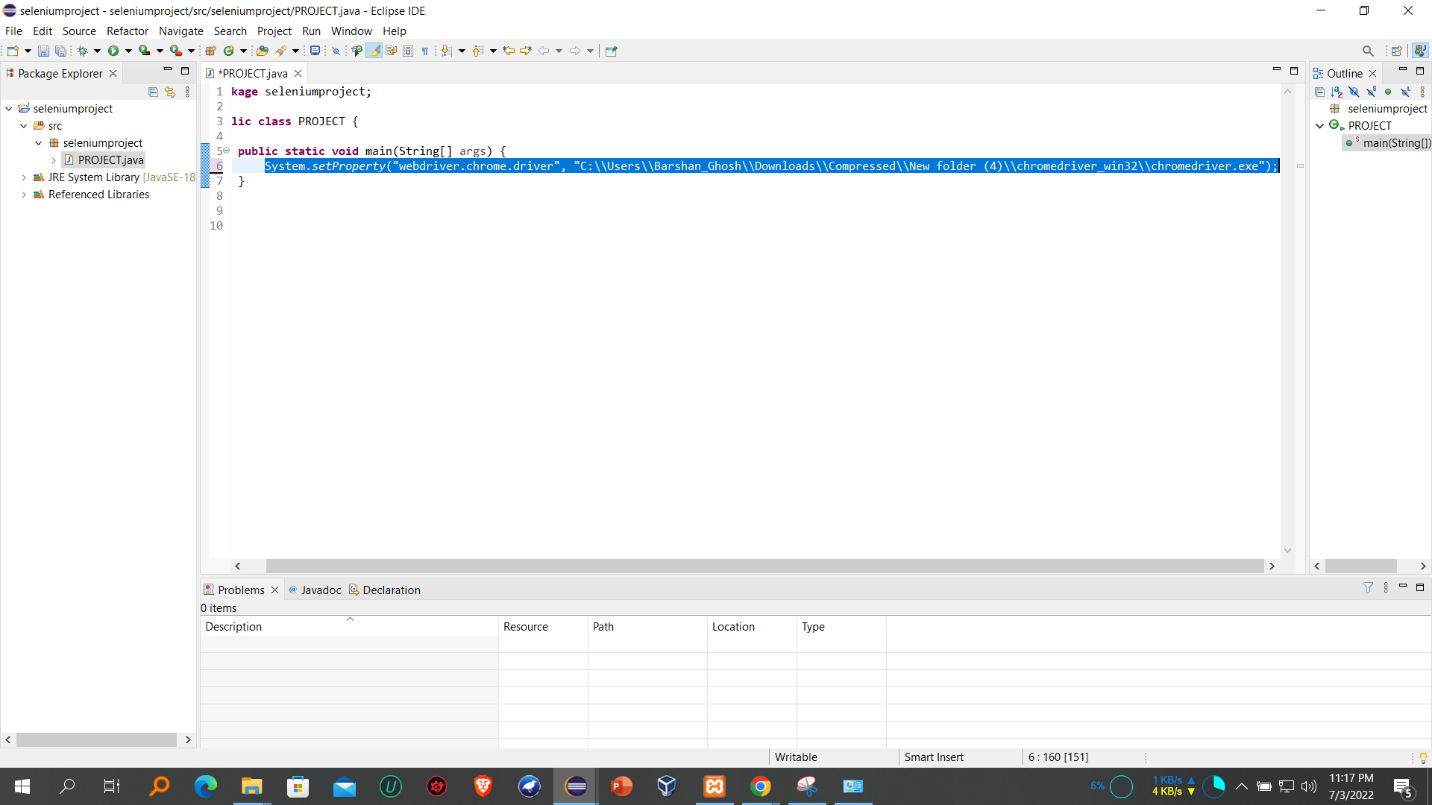 seleniumproject - seleniumproject/src/seleniumproject/PROJECT.java - Eclipse IDE
File Edit Source Refactor Navigate Search Project Run Window Help
Package Explorer
seleniumproject
src
seleniumproject
PROJECT.java
JRE System Library [JavaSE-18
Referenced Libraries
*PROJECT.java
1 kage seleniumproject;
2
3 lic class PROJECT {
4
5 public static void main(String[] args) {
6 System.setProperty("webdriver.chrome.driver", "C:\\Users\\Barshan_Ghosh\\Downloads\\Compressed\\New folder (4)\\chromedriver_win32\\chromedriver.exe");
7 }
8
9
10
Outline
seleniumproject
PROJECT
main(String[])
Problems @ Javadoc Declaration
0 items
Description Resource Path Location Type
Writable Smart Insert 6 : 160 [151]
6% 1 KB/s 4 KB/s
11:17 PM
7/3/2022
5